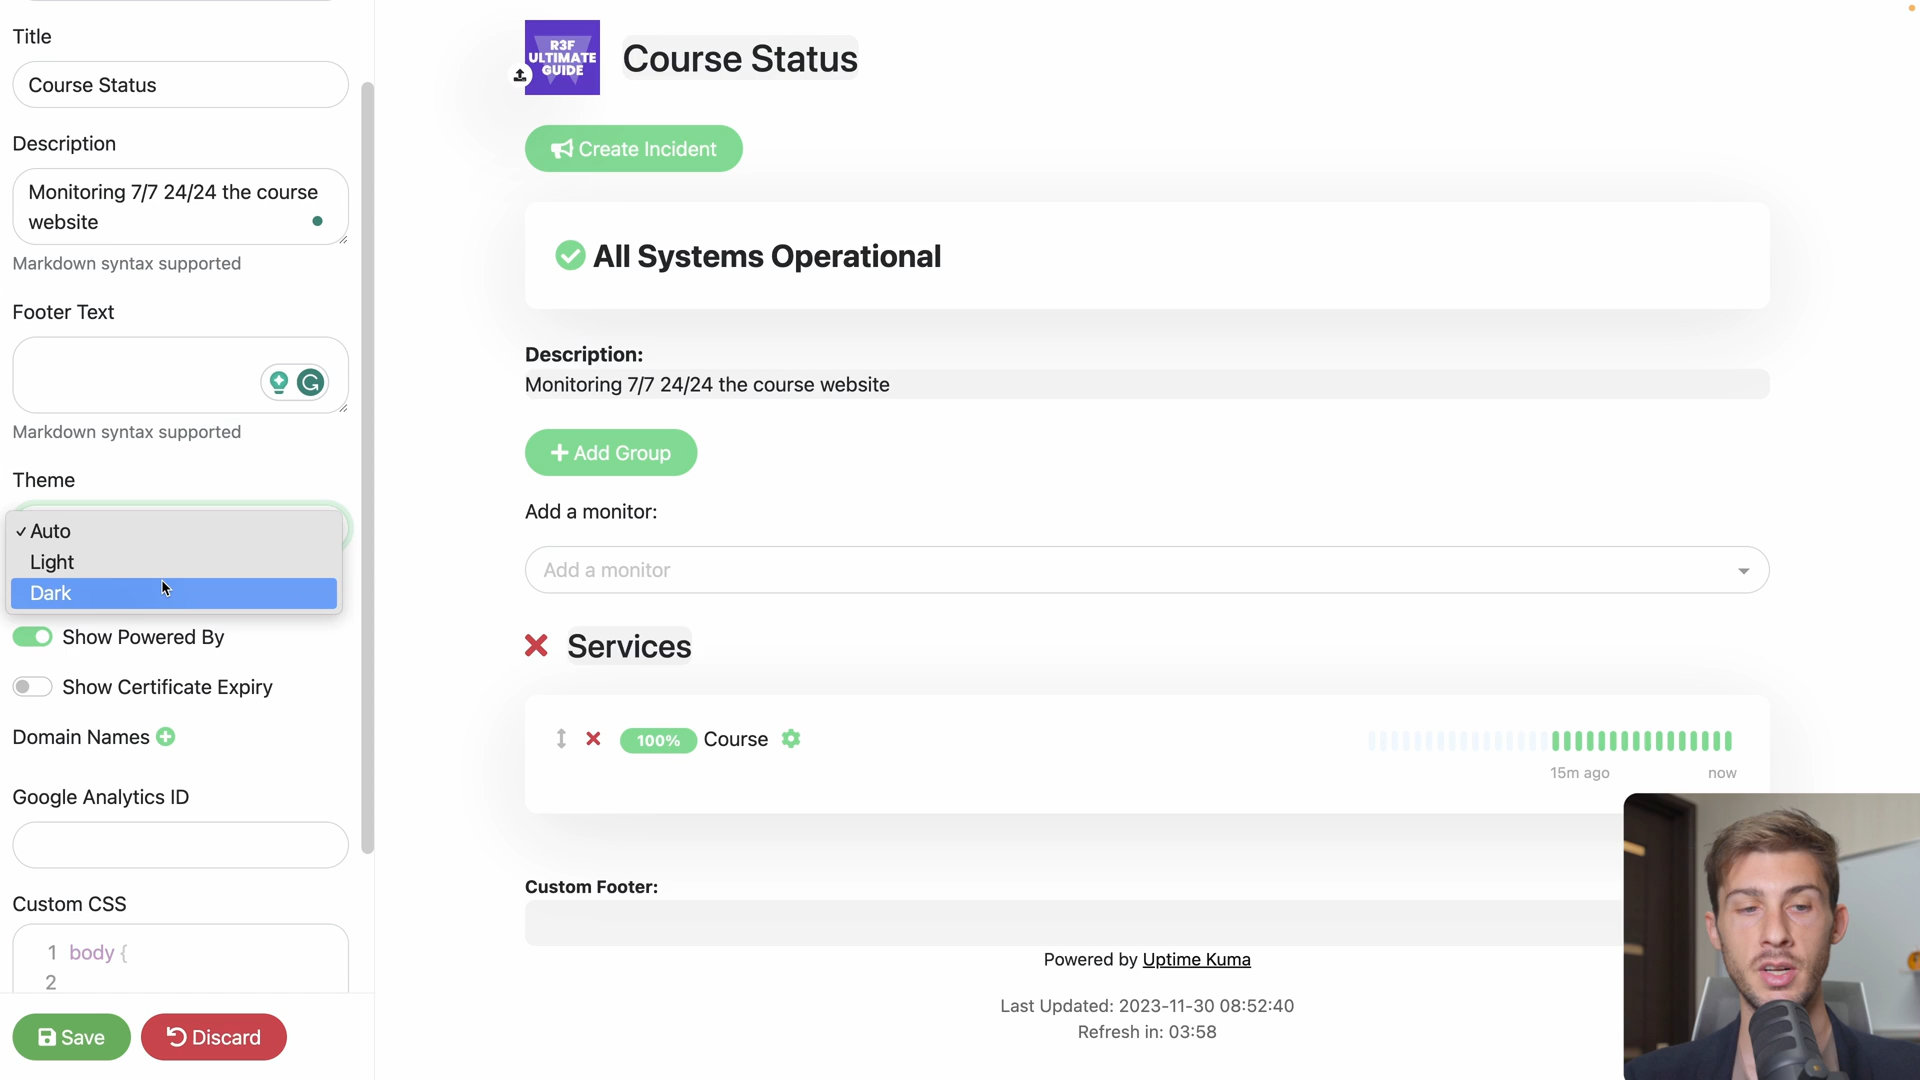 Title
Course Status
Description
Monitoring 7/7 24/24 the course
website
Markdown syntax supported
Footer Text
Markdown syntax supported
Theme
Auto
Light
Dark
Show Powered By
Show Certificate Expiry
Domain Names
Google Analytics ID
Custom CSS
1 body {
2
Save
Discard
R3F
ULTIMATE
GUIDE
Course Status
Create Incident
All Systems Operational
Description:
Monitoring 7/7 24/24 the course website
Add Group
Add a monitor:
Add a monitor
Services
100%
Course
15m ago
now
Custom Footer:
Powered by Uptime Kuma
Last Updated: 2023-11-30 08:52:40
Refresh in: 03:58